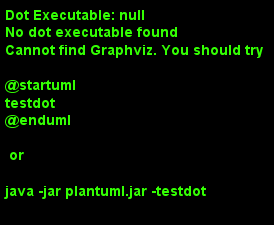 Dot Executable: null
No dot executable found
Cannot find Graphviz. You should try
@startuml
testdot
@enduml
or
java -jar plantuml.jar -testdot